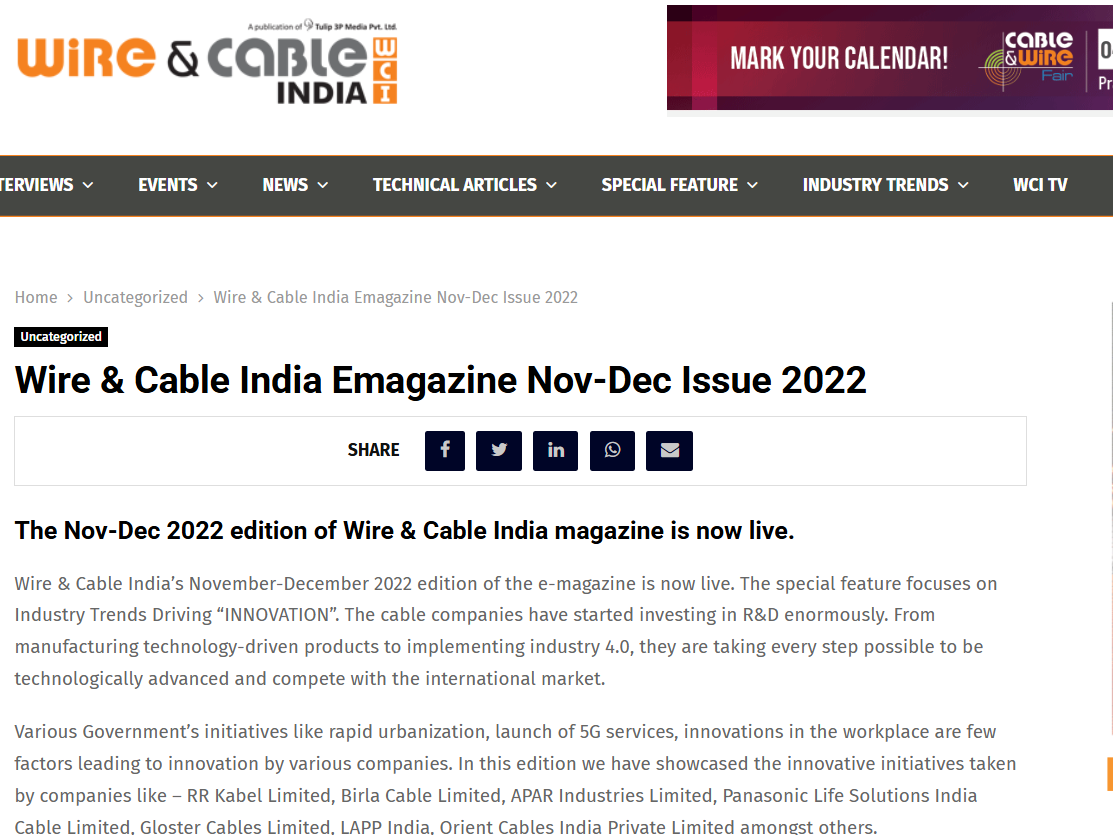 A publication of Tulip 3P Media Pvt. Ltd.
WiRE & CABLE
INDIA
WCI
MARK YOUR CALENDAR!
CABLE
& WIRE
Fair
TERVIEWS EVENTS NEWS TECHNICAL ARTICLES SPECIAL FEATURE INDUSTRY TRENDS WCI TV
Home > Uncategorized > Wire & Cable India Emagazine Nov-Dec Issue 2022
Uncategorized
Wire & Cable India Emagazine Nov-Dec Issue 2022
SHARE
The Nov-Dec 2022 edition of Wire & Cable India magazine is now live.
Wire & Cable India’s November-December 2022 edition of the e-magazine is now live. The special feature focuses on
Industry Trends Driving “INNOVATION”. The cable companies have started investing in R&D enormously. From
manufacturing technology-driven products to implementing industry 4.0, they are taking every step possible to be
technologically advanced and compete with the international market.
Various Government’s initiatives like rapid urbanization, launch of 5G services, innovations in the workplace are few
factors leading to innovation by various companies. In this edition we have showcased the innovative initiatives taken
by companies like – RR Kabel Limited, Birla Cable Limited, APAR Industries Limited, Panasonic Life Solutions India
Cable Limited, Gloster Cables Limited, LAPP India, Orient Cables India Private Limited amongst others.